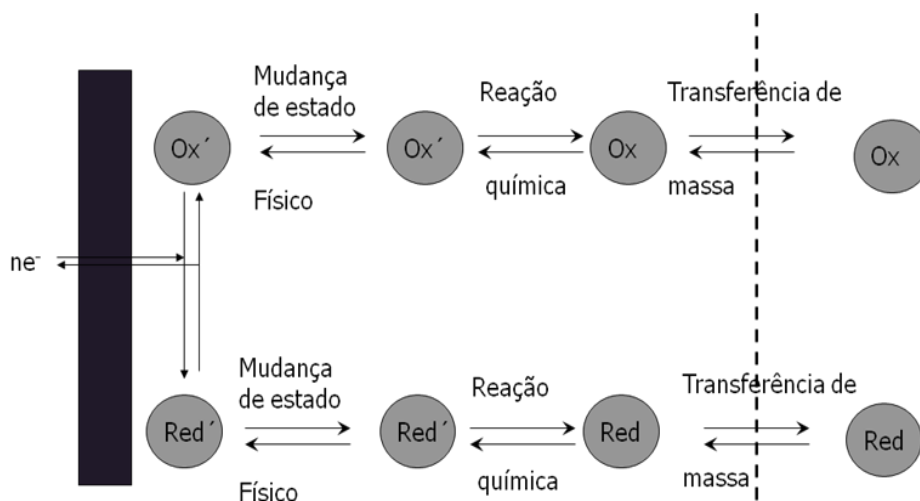 Mudança
de estado
Reação
Transferência de
Ox´
Ox´
Ox
Ox
Físico
química
massa
ne⁻
Mudança
de estado
Reação
Transferência de
Red´
Red´
Red
Red
Físico
química
massa